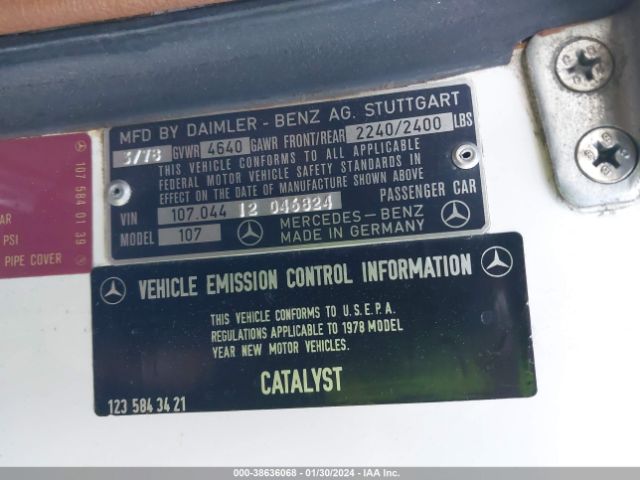 MFD BY DAIMLER - BENZ AG. STUTTGART
GVWR 4640 GAWR FRONT/REAR 2240/2400 LBS
THIS VEHICLE CONFORMS TO ALL APPLICABLE
FEDERAL MOTOR VEHICLE SAFETY STANDARDS IN
EFFECT ON THE DATE OF MANUFACTURE SHOWN ABOVE
PASSENGER CAR
VIN 107.044 12 046824
MODEL 107 MERCEDES-BENZ
MADE IN GERMANY
107 584 01 39
AR
PSI
PIPE COVER
VEHICLE EMISSION CONTROL INFORMATION
THIS VEHICLE CONFORMS TO U.S.E.P.A.
REGULATIONS APPLICABLE TO 1978 MODEL
YEAR NEW MOTOR VEHICLES.
CATALYST
123 584 34 21
000-38636068 - 01/30/2024 - IAA Inc.